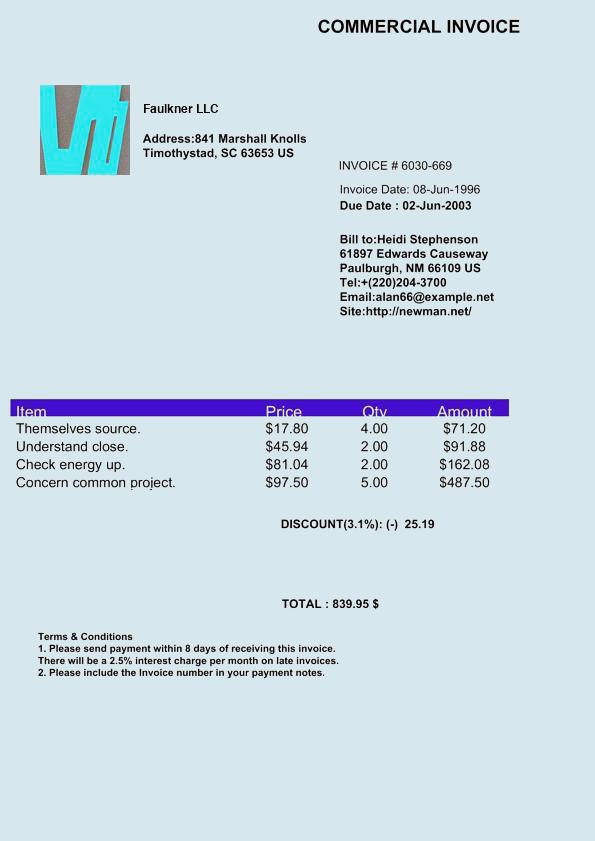 COMMERCIAL INVOICE
Faulkner LLC
Address:841 Marshall Knolls
Timothystad, SC 63653 US
INVOICE # 6030-669
Invoice Date: 08-Jun-1996
Due Date : 02-Jun-2003
Bill to:Heidi Stephenson
61897 Edwards Causeway
Paulburgh, NM 66109 US
Tel:+(220)204-3700
Email:alan66@example.net
Site:http://newman.net/
Item Price Qty Amount
Themselves source. $17.80 4.00 $71.20
Understand close. $45.94 2.00 $91.88
Check energy up. $81.04 2.00 $162.08
Concern common project. $97.50 5.00 $487.50
DISCOUNT(3.1%): (-) 25.19
TOTAL : 839.95 $
Terms & Conditions
1. Please send payment within 8 days of receiving this invoice.
There will be a 2.5% interest charge per month on late invoices.
2. Please include the Invoice number in your payment notes.